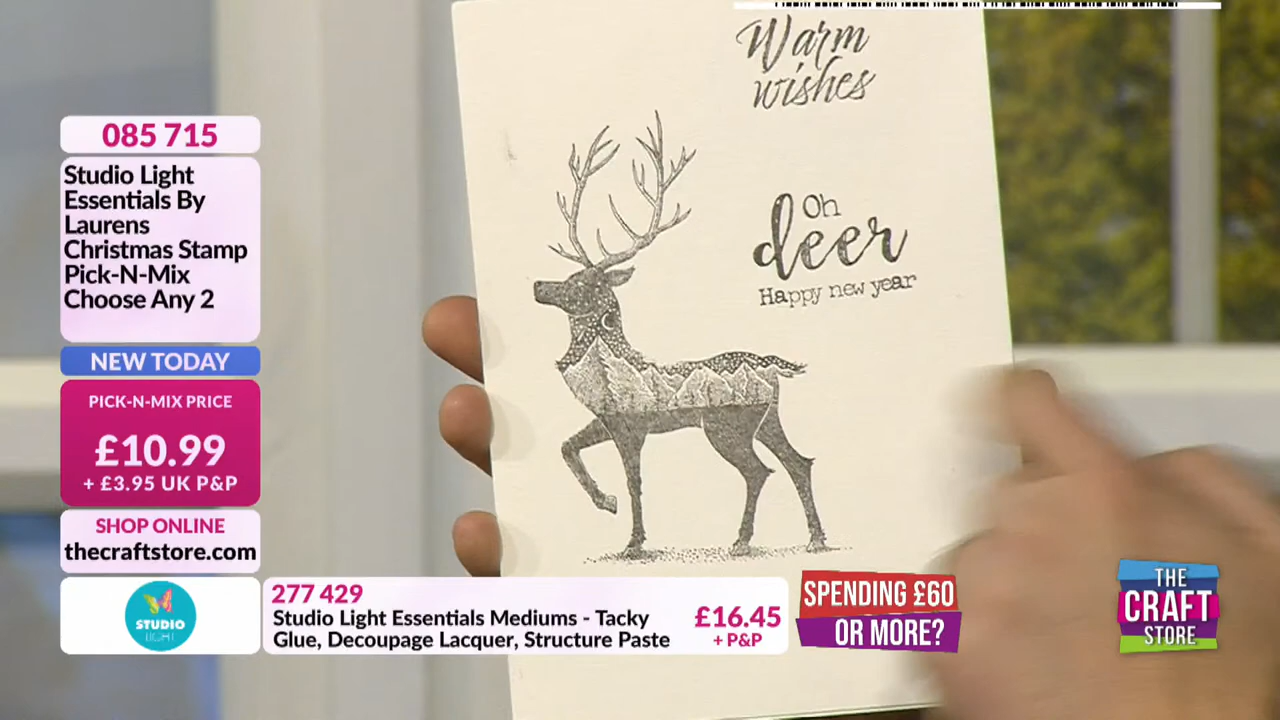 Warm
wishes
Oh
deer
Happy new year
085 715
Studio Light
Essentials By
Laurens
Christmas Stamp
Pick-N-Mix
Choose Any 2
NEW TODAY
PICK-N-MIX PRICE
£10.99
+ £3.95 UK P&P
SHOP ONLINE
thecraftstore.com
STUDIO
LIGHT
277 429
Studio Light Essentials Mediums - Tacky
Glue, Decoupage Lacquer, Structure Paste
£16.45
+ P&P
SPENDING £60
OR MORE?
THE
CRAFT
STORE